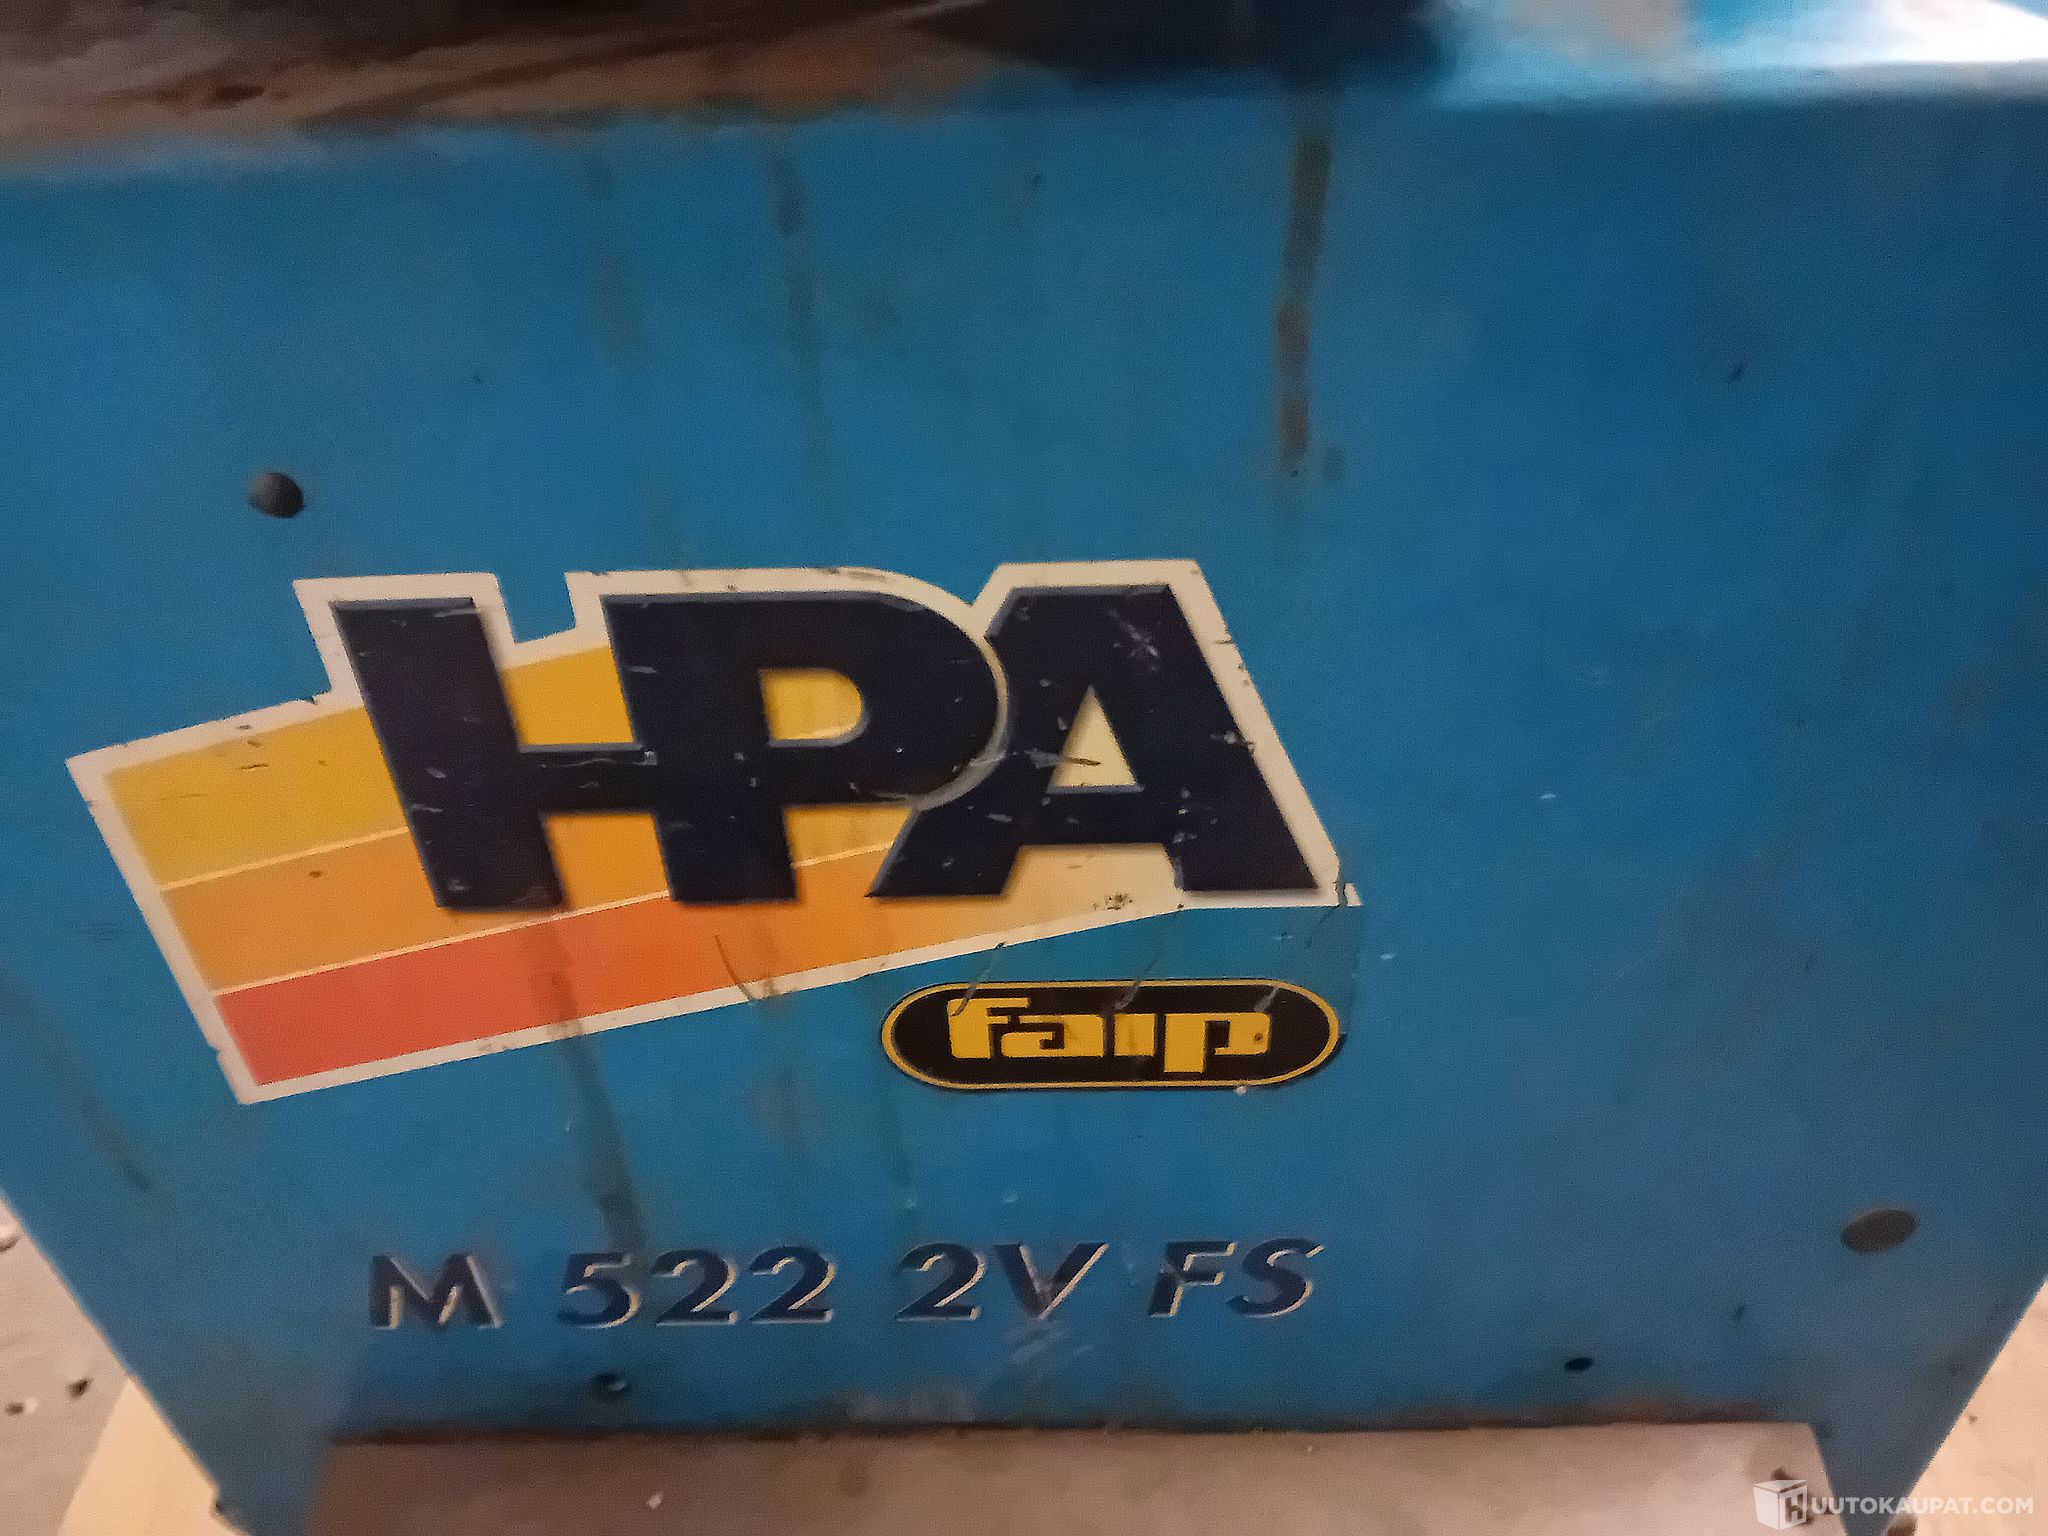 HPA
faip
M 522 2V FS
HUUTOKAUPAT.COM